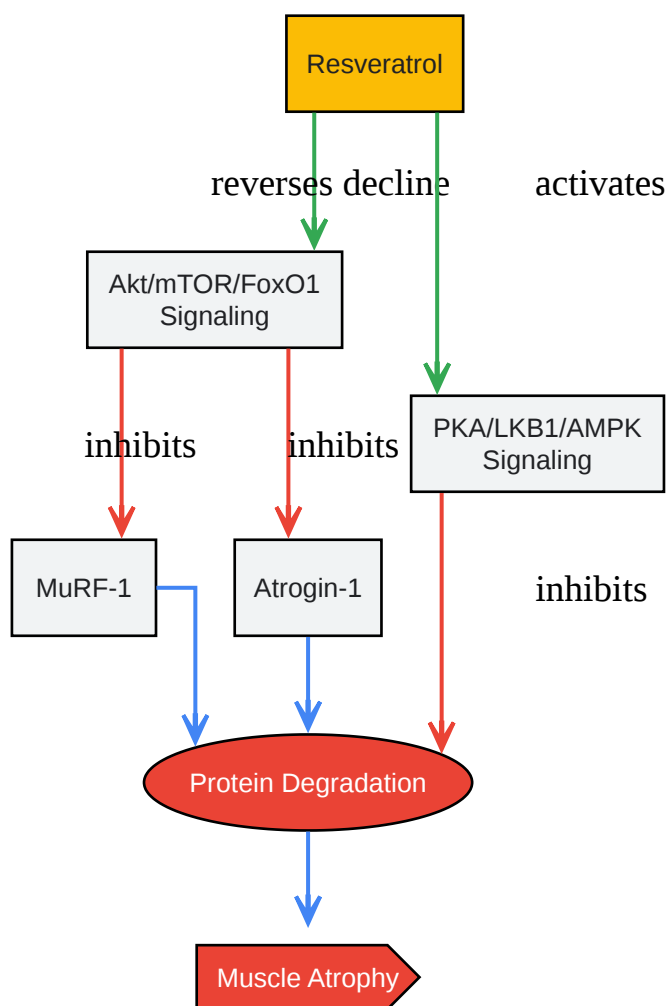 Resveratrol
reverses decline
activates
Akt/mTOR/FoxO1
Signaling
inhibits
inhibits
PKA/LKB1/AMPK
Signaling
MuRF-1
Atrogin-1
inhibits
Protein Degradation
Muscle Atrophy